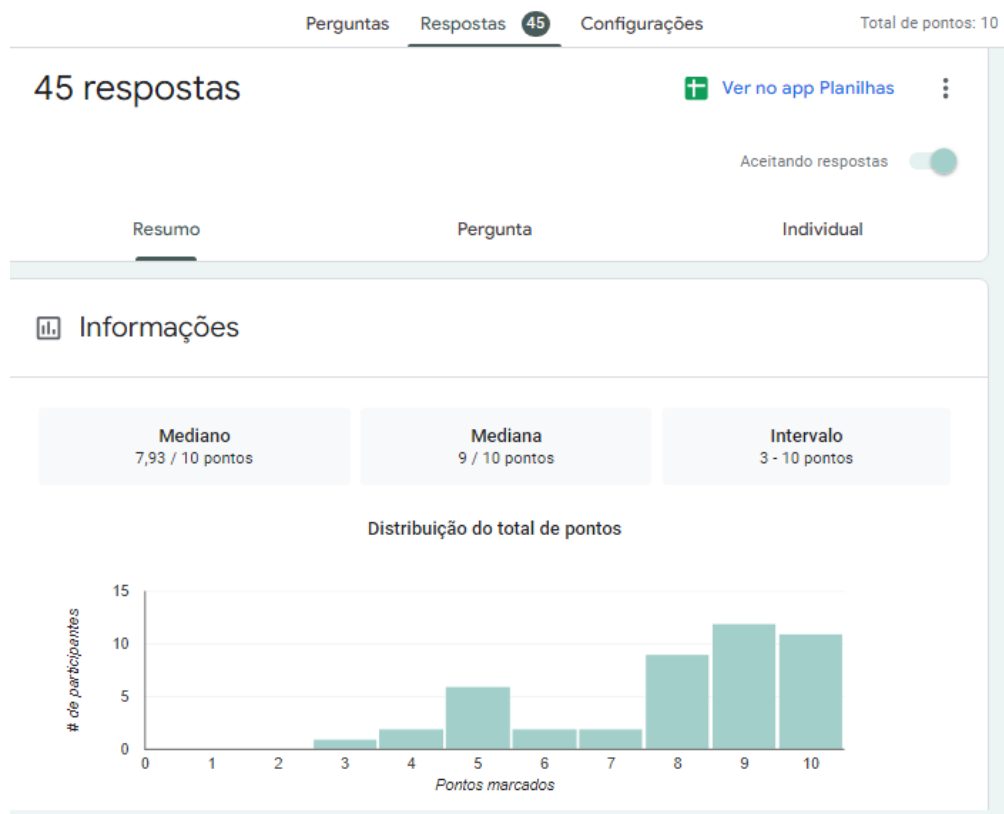 Perguntas Respostas 45 Configurações Total de pontos: 10
45 respostas Ver no app Planilhas
Aceitando respostas
Resumo Pergunta Individual
Informações
Mediano Mediana Intervalo
7,93 / 10 pontos 9 / 10 pontos 3 - 10 pontos
Distribuição do total de pontos
# de participantes
15
10
5
0
0 1 2 3 4 5 6 7 8 9 10
Pontos marcados